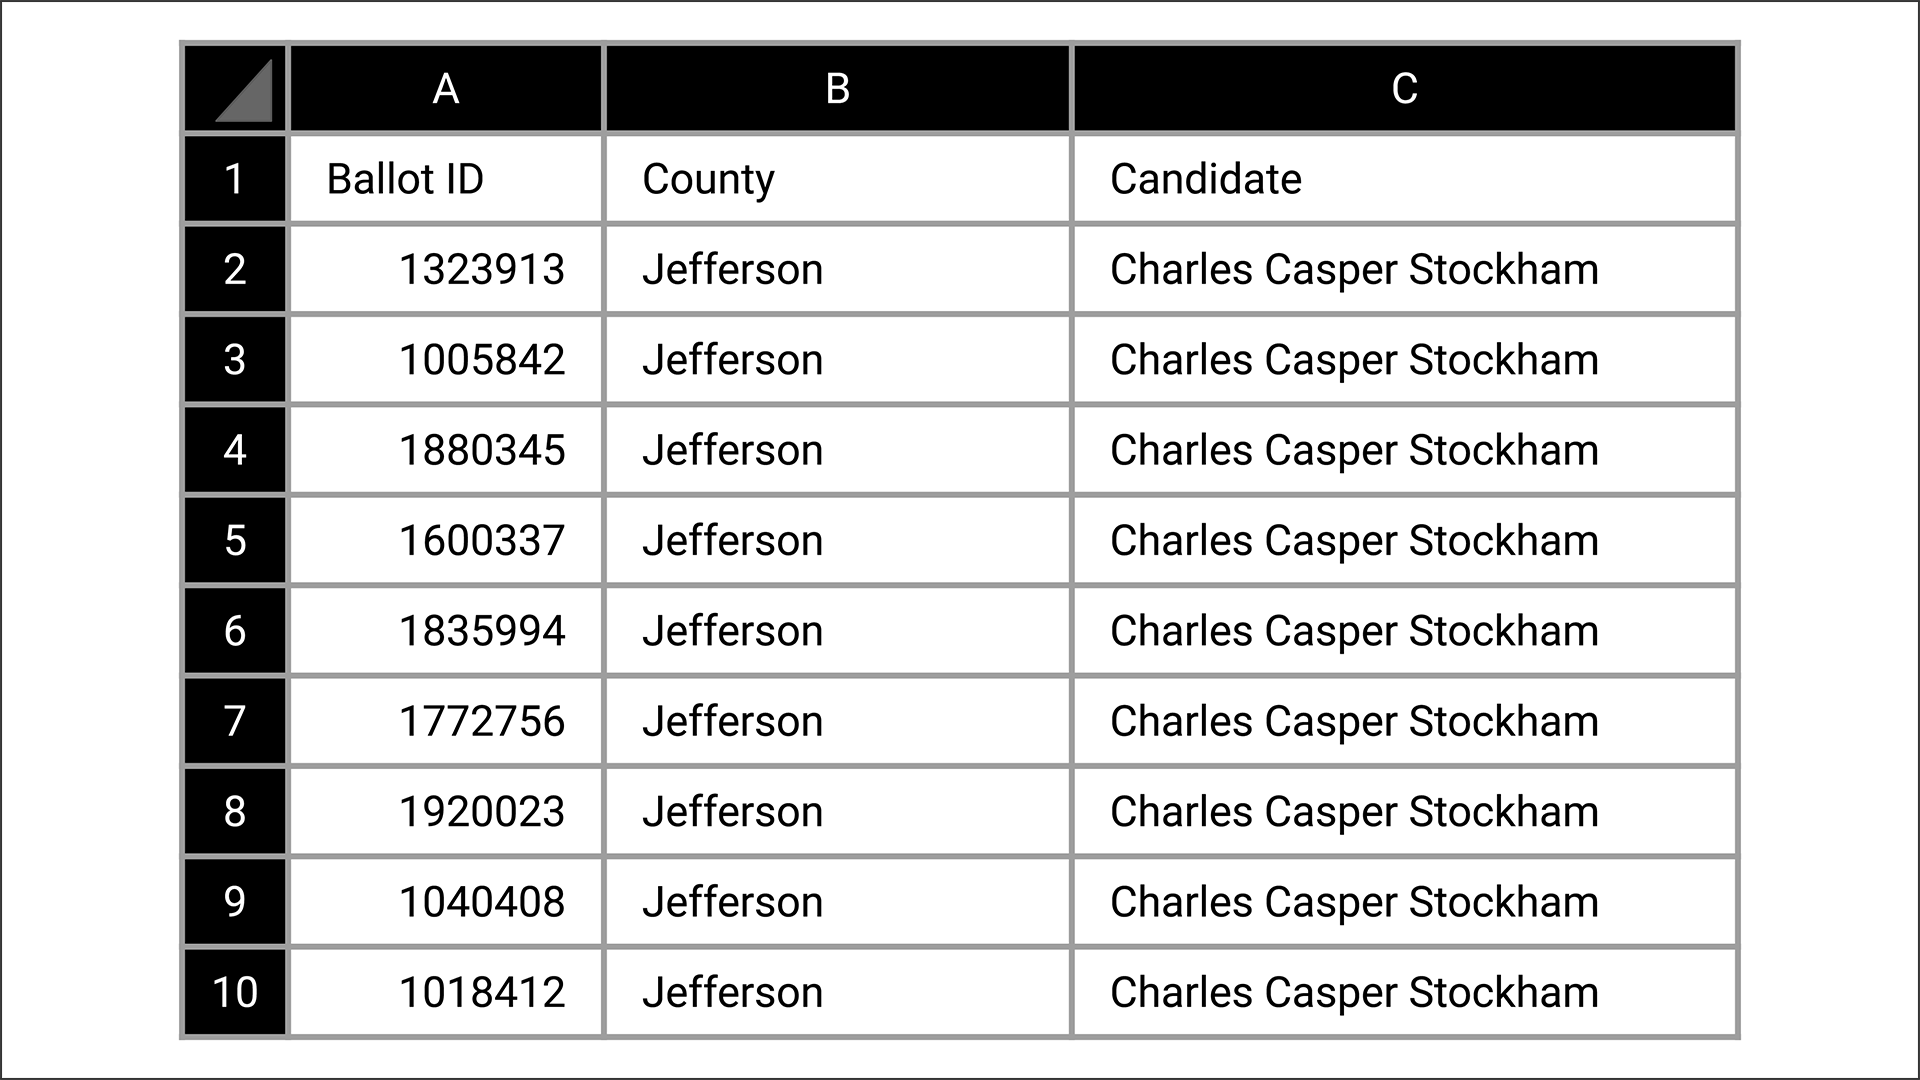 A B C
1 Ballot ID County Candidate
2 1323913 Jefferson Charles Casper Stockham
3 1005842 Jefferson Charles Casper Stockham
4 1880345 Jefferson Charles Casper Stockham
5 1600337 Jefferson Charles Casper Stockham
6 1835994 Jefferson Charles Casper Stockham
7 1772756 Jefferson Charles Casper Stockham
8 1920023 Jefferson Charles Casper Stockham
9 1040408 Jefferson Charles Casper Stockham
10 1018412 Jefferson Charles Casper Stockham